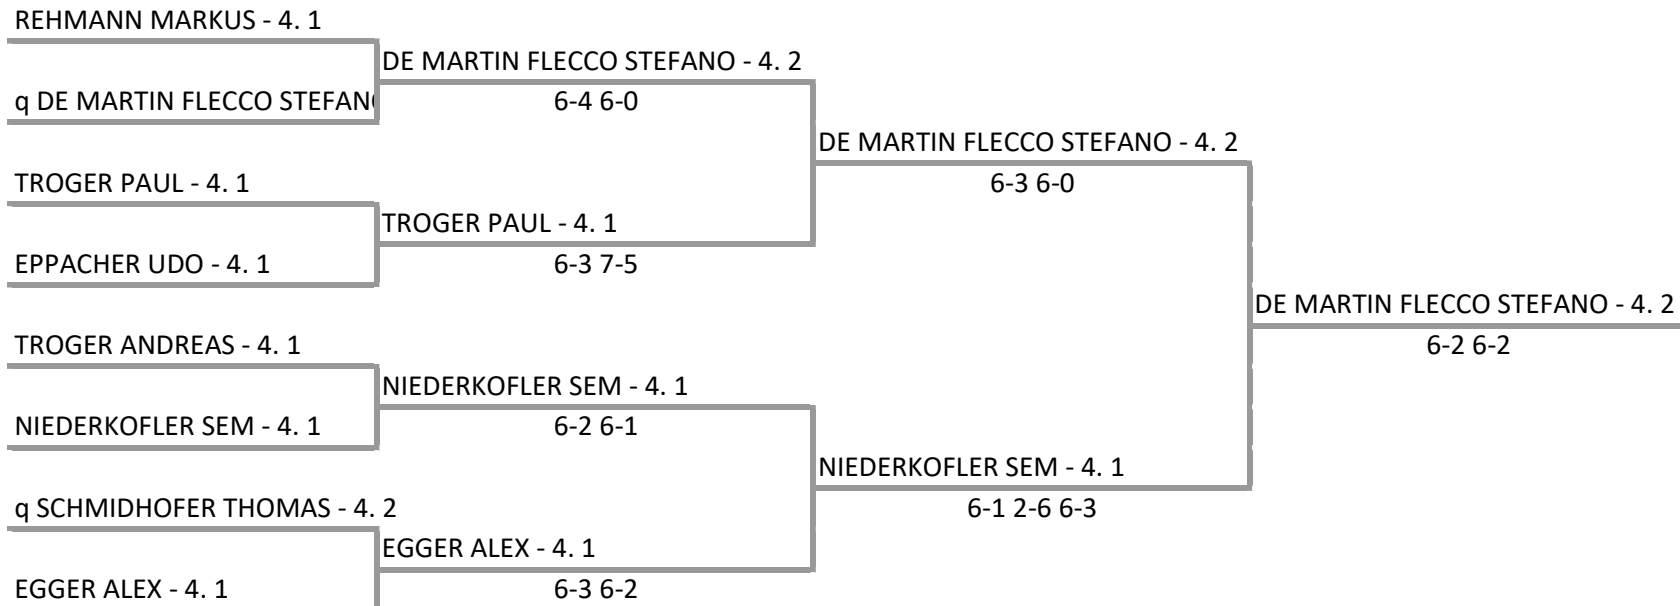 REHMANN MARKUS - 4. 1
DE MARTIN FLECCO STEFANO - 4. 2
q DE MARTIN FLECCO STEFAN
6-4 6-0
DE MARTIN FLECCO STEFANO - 4. 2
TROGER PAUL - 4. 1
6-3 6-0
TROGER PAUL - 4. 1
EPPACHER UDO - 4. 1
6-3 7-5
DE MARTIN FLECCO STEFANO - 4. 2
TROGER ANDREAS - 4. 1
6-2 6-2
NIEDERKOFLER SEM - 4. 1
NIEDERKOFLER SEM - 4. 1
6-2 6-1
NIEDERKOFLER SEM - 4. 1
q SCHMIDHOFER THOMAS - 4. 2
6-1 2-6 6-3
EGGER ALEX - 4. 1
EGGER ALEX - 4. 1
6-3 6-2